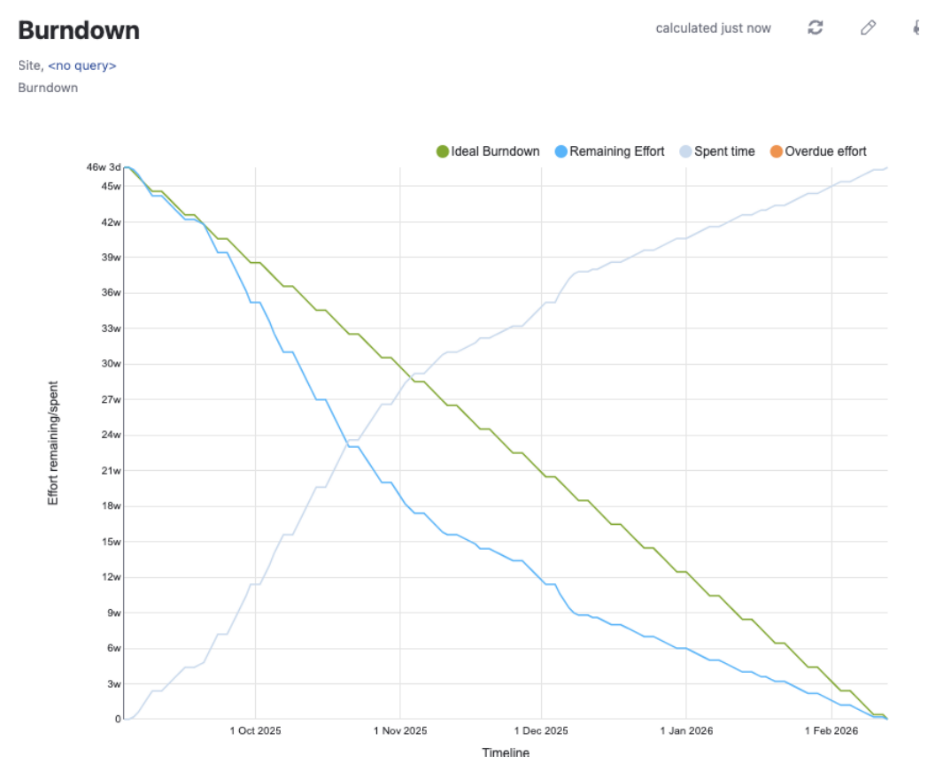 Burndown
calculated just now
Site, <no query>
Burndown
Ideal Burndown Remaining Effort Spent time Overdue effort
46w 3d
45w
42w
39w
36w
33w
30w
27w
24w
21w
18w
15w
12w
9w
6w
3w
0
Effort remaining/spent
1 Oct 2025 1 Nov 2025 1 Dec 2025 1 Jan 2026 1 Feb 2026
Timeline